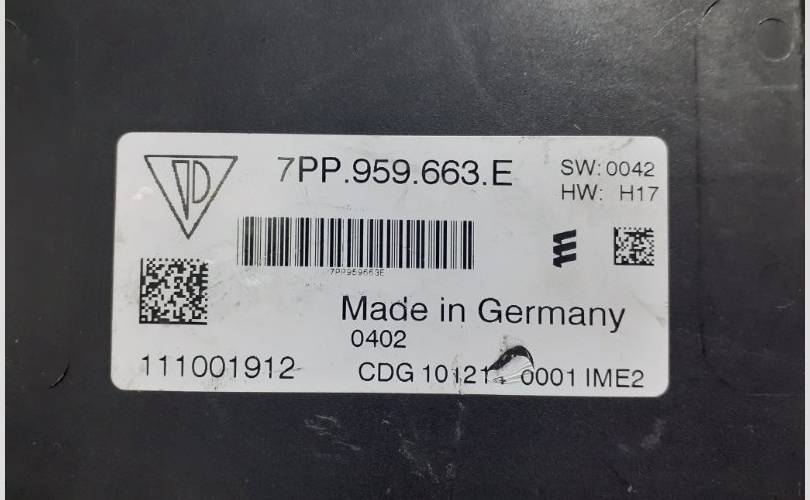 7PP.959.663.E
SW: 0042
HW: H17
7PP959663E
Made in Germany
0402
111001912
CDG 0001 IME2